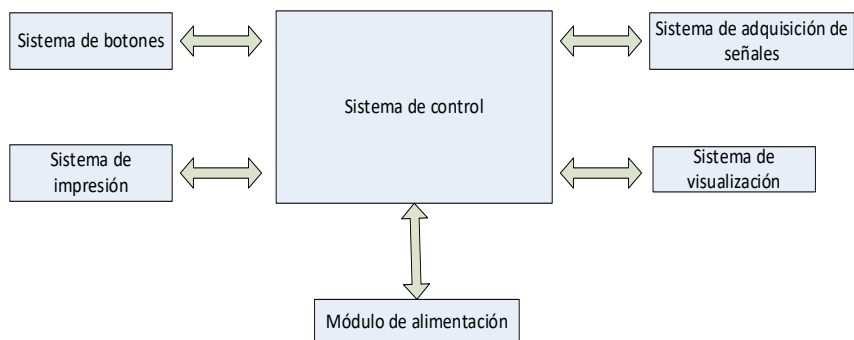 Sistema de botones
Sistema de control
Sistema de adquisición de
señales
Sistema de
impresión
Sistema de
visualización
Módulo de alimentación